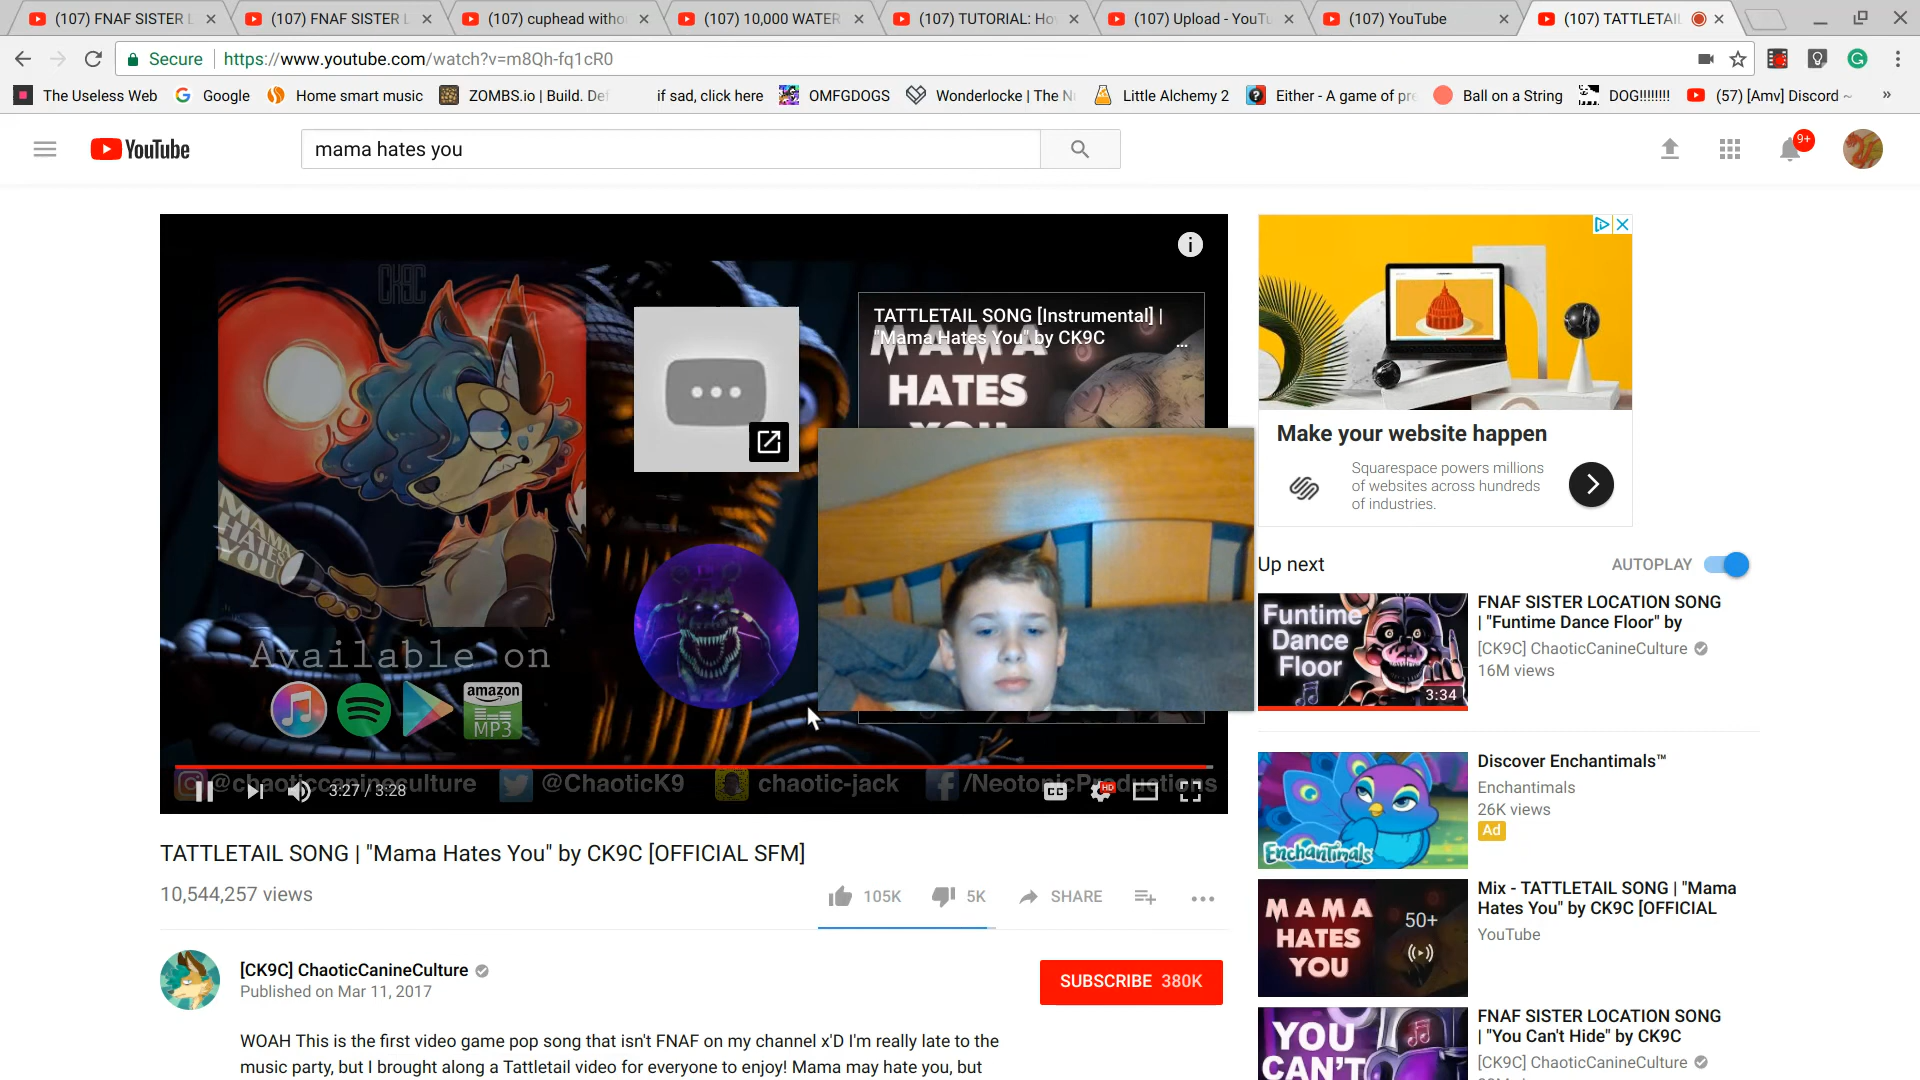 (107) FNAF SISTER L
(107) FNAF SISTER L
(107) cuphead witho
(107) 10,000 WATER
(107) TUTORIAL: Ho
(107) Upload - YouTu
(107) YouTube
(107) TATTLETAIL
Secure
https://www.youtube.com/watch?v=m8Qh-fq1cR0
The Useless Web
Google
Home smart music
ZOMBS.io | Build. Def
if sad, click here
OMFGDOGS
Wonderlocke | The N
Little Alchemy 2
Either - A game of pre
Ball on a String
DOG!!!!!!!!
(57) [Amv] Discord ~
»
YouTube
mama hates you
9+
CK9C
TATTLETAIL SONG [Instrumental] |
"Mama Hates You" by CK9C
...
MAMA
HATES
YOU
MAMA
HATES
YOU
Available on
amazon
MP3
@chaoticcanineculture
@ChaoticK9
chaotic-jack
/NeotonicProductions
3:27 / 3:28
CC
HD
Make your website happen
Squarespace powers millions
of websites across hundreds
of industries.
Up next
AUTOPLAY
Funtime
Dance
Floor
3:34
FNAF SISTER LOCATION SONG
| "Funtime Dance Floor" by
[CK9C] ChaoticCanineCulture
16M views
Enchantimals
Discover Enchantimals™
Enchantimals
26K views
Ad
MAMA
HATES
YOU
50+
Mix - TATTLETAIL SONG | "Mama
Hates You" by CK9C [OFFICIAL
YouTube
YOU
CAN'T
FNAF SISTER LOCATION SONG
| "You Can't Hide" by CK9C
[CK9C] ChaoticCanineCulture
TATTLETAIL SONG | "Mama Hates You" by CK9C [OFFICIAL SFM]
10,544,257 views
105K
5K
SHARE
[CK9C] ChaoticCanineCulture
Published on Mar 11, 2017
SUBSCRIBE 380K
WOAH This is the first video game pop song that isn't FNAF on my channel x'D I'm really late to the
music party, but I brought along a Tattletail video for everyone to enjoy! Mama may hate you, but